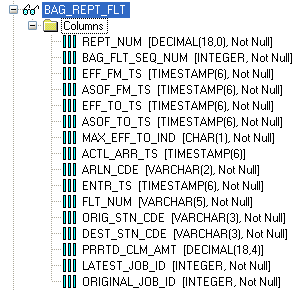 BAG_REPT_FLT
Columns
REPT_NUM [DECIMAL(18,0), Not Null]
BAG_FLT_SEQ_NUM [INTEGER, Not Null]
EFF_FM_TS [TIMESTAMP(6), Not Null]
ASOF_FM_TS [TIMESTAMP(6), Not Null]
EFF_TO_TS [TIMESTAMP(6), Not Null]
ASOF_TO_TS [TIMESTAMP(6), Not Null]
MAX_EFF_TO_IND [CHAR(1), Not Null]
ACTL_ARR_TS [TIMESTAMP(6)]
ARLN_CDE [VARCHAR(2), Not Null]
ENTR_TS [TIMESTAMP(6), Not Null]
FLT_NUM [VARCHAR(5), Not Null]
ORIG_STN_CDE [VARCHAR(3), Not Null]
DEST_STN_CDE [VARCHAR(3), Not Null]
PRRTD_CLM_AMT [DECIMAL(18,4)]
LATEST_JOB_ID [INTEGER, Not Null]
ORIGINAL_JOB_ID [INTEGER, Not Null]